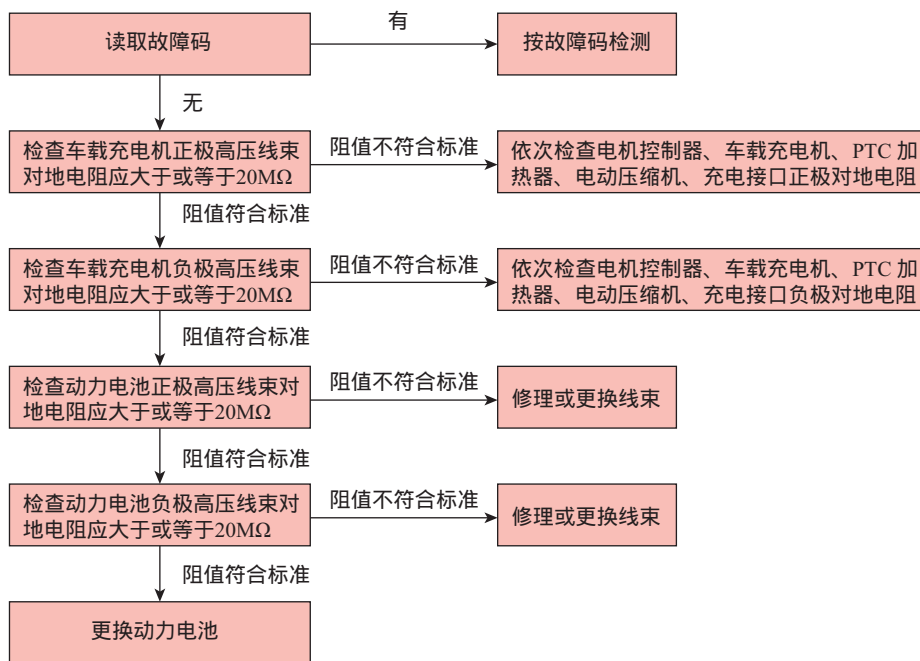 读取故障码
有
按故障码检测
无
检查车载充电机正极高压线束
对地电阻应大于或等于20MΩ
阻值不符合标准
依次检查电机控制器、车载充电机、PTC 加
热器、电动压缩机、充电接口正极对地电阻
阻值符合标准
检查车载充电机负极高压线束
对地电阻应大于或等于20MΩ
阻值不符合标准
依次检查电机控制器、车载充电机、PTC 加
热器、电动压缩机、充电接口负极对地电阻
阻值符合标准
检查动力电池正极高压线束对
地电阻应大于或等于20MΩ
阻值不符合标准
修理或更换线束
阻值符合标准
检查动力电池负极高压线束对
地电阻应大于或等于20MΩ
阻值不符合标准
修理或更换线束
阻值符合标准
更换动力电池